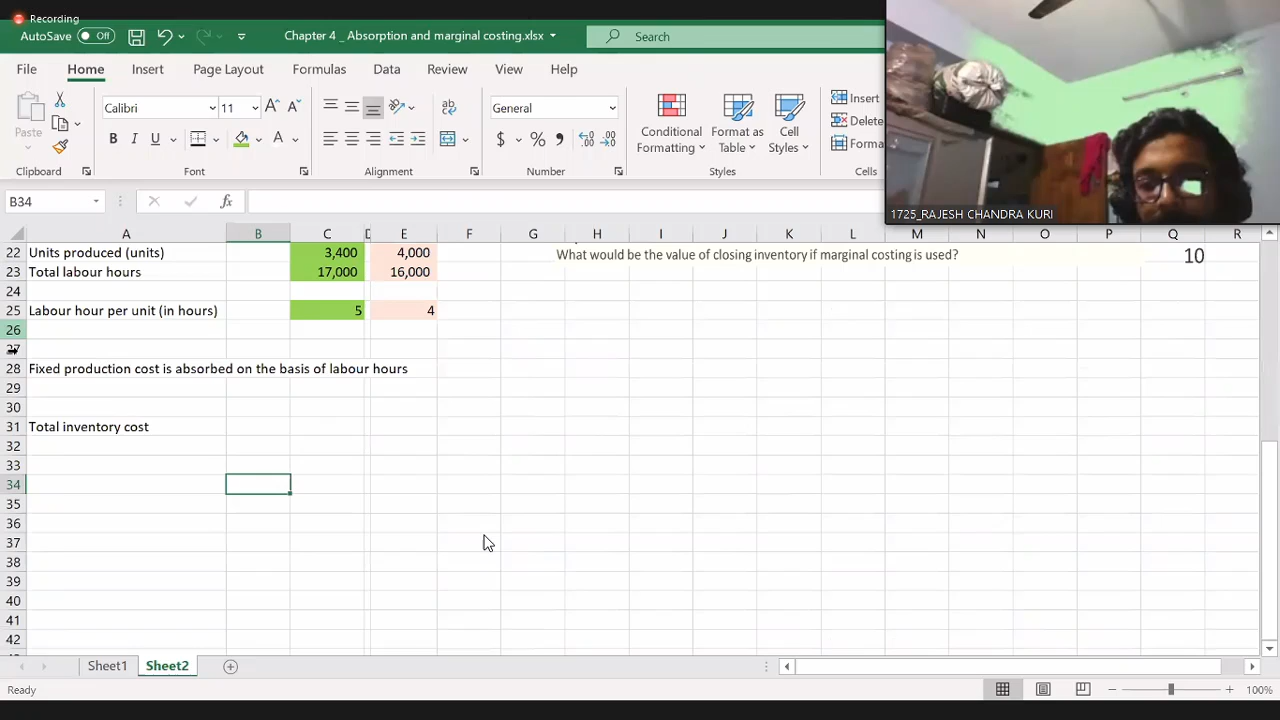 Recording
AutoSave Off
Chapter 4 _ Absorption and marginal costing.xlsx
Search
File Home Insert Page Layout Formulas Data Review View Help
Paste
Clipboard
Calibri 11
B I U
Font
Alignment
General
$ % 9
Number
Conditional Formatting
Format as Table
Cell Styles
Styles
Insert
Delete
Forma
Cells
1725_RAJESH CHANDRA KURI
B34
fx
A B C D E F G H I J K L M N O P Q R
22 Units produced (units) 3,400 4,000 What would be the value of closing inventory if marginal costing is used? 10
23 Total labour hours 17,000 16,000
24
25 Labour hour per unit (in hours) 5 4
26
27
28 Fixed production cost is absorbed on the basis of labour hours
29
30
31 Total inventory cost
32
33
34
35
36
37
38
39
40
41
42
Sheet1 Sheet2
Ready
100%